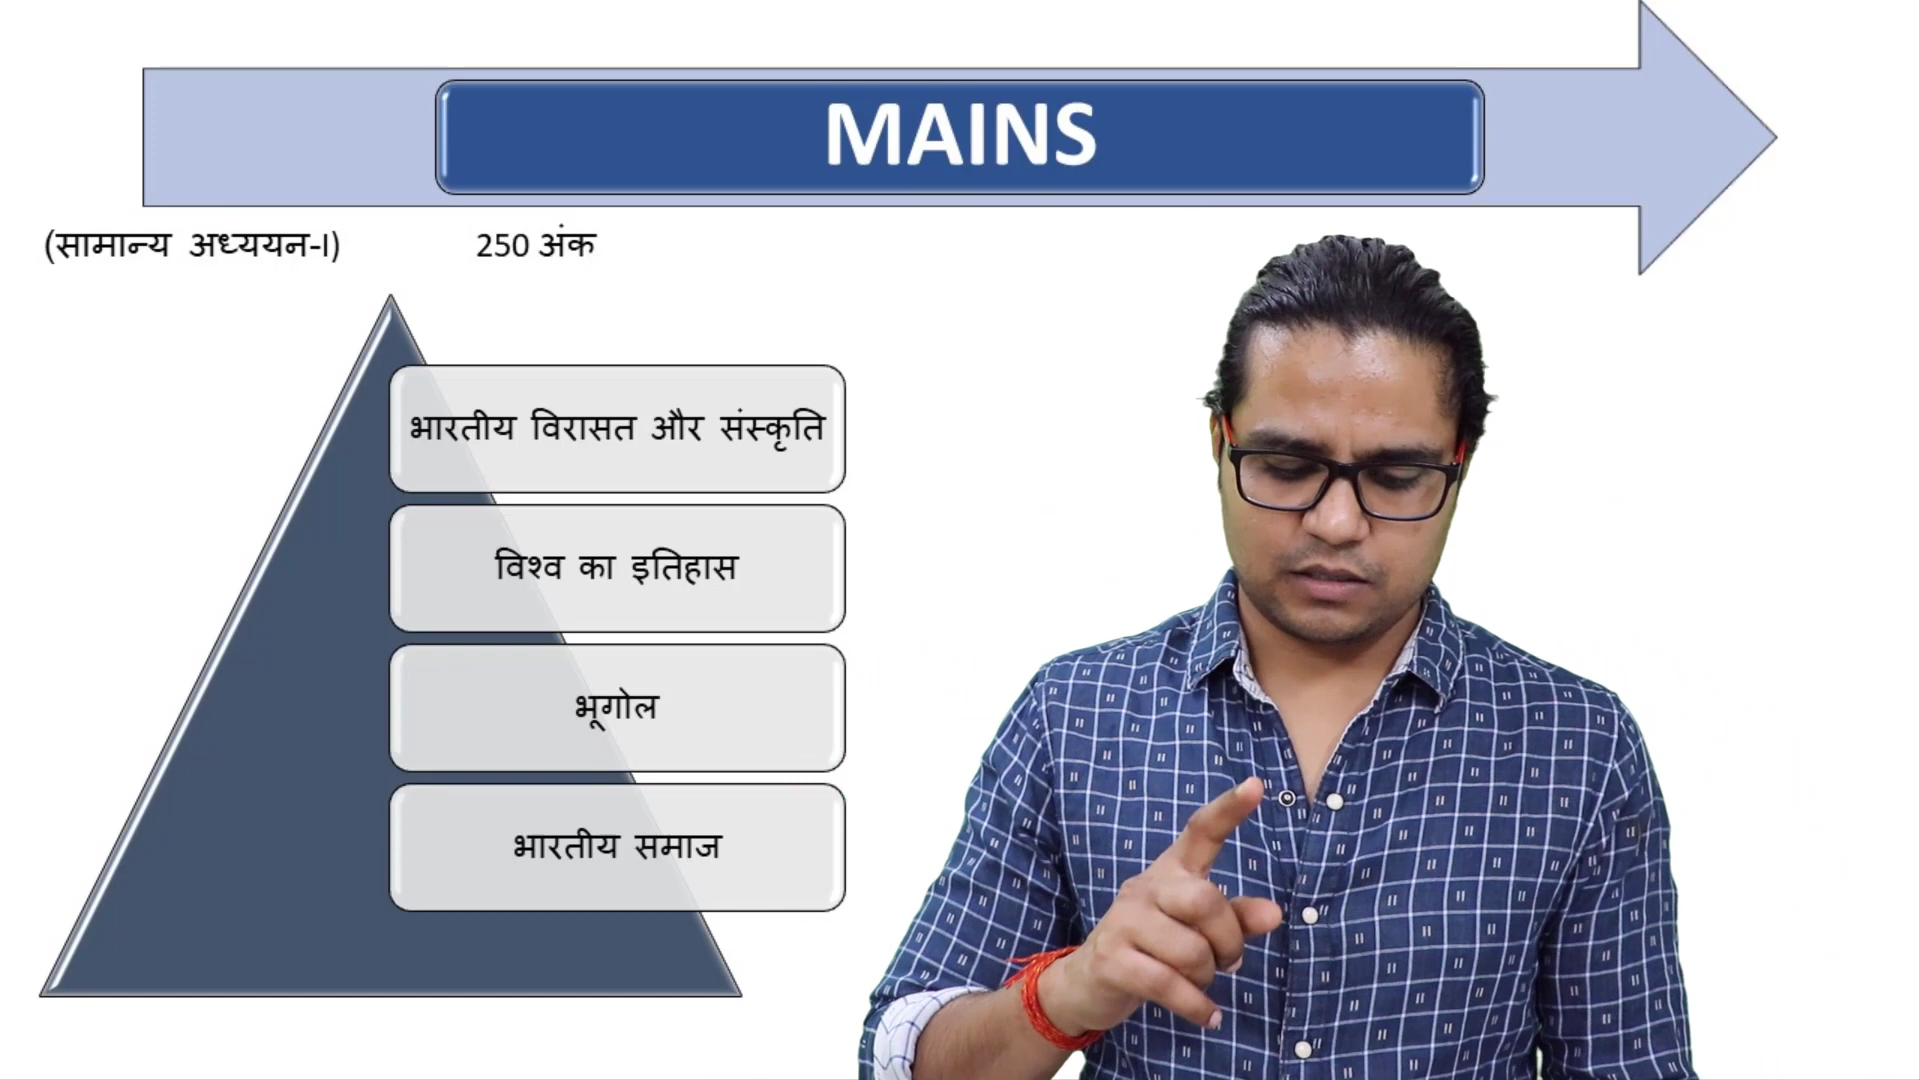 MAINS
(सामान्य अध्ययन-I) 250 अंक
भारतीय विरासत और संस्कृति
विश्व का इतिहास
भूगोल
भारतीय समाज